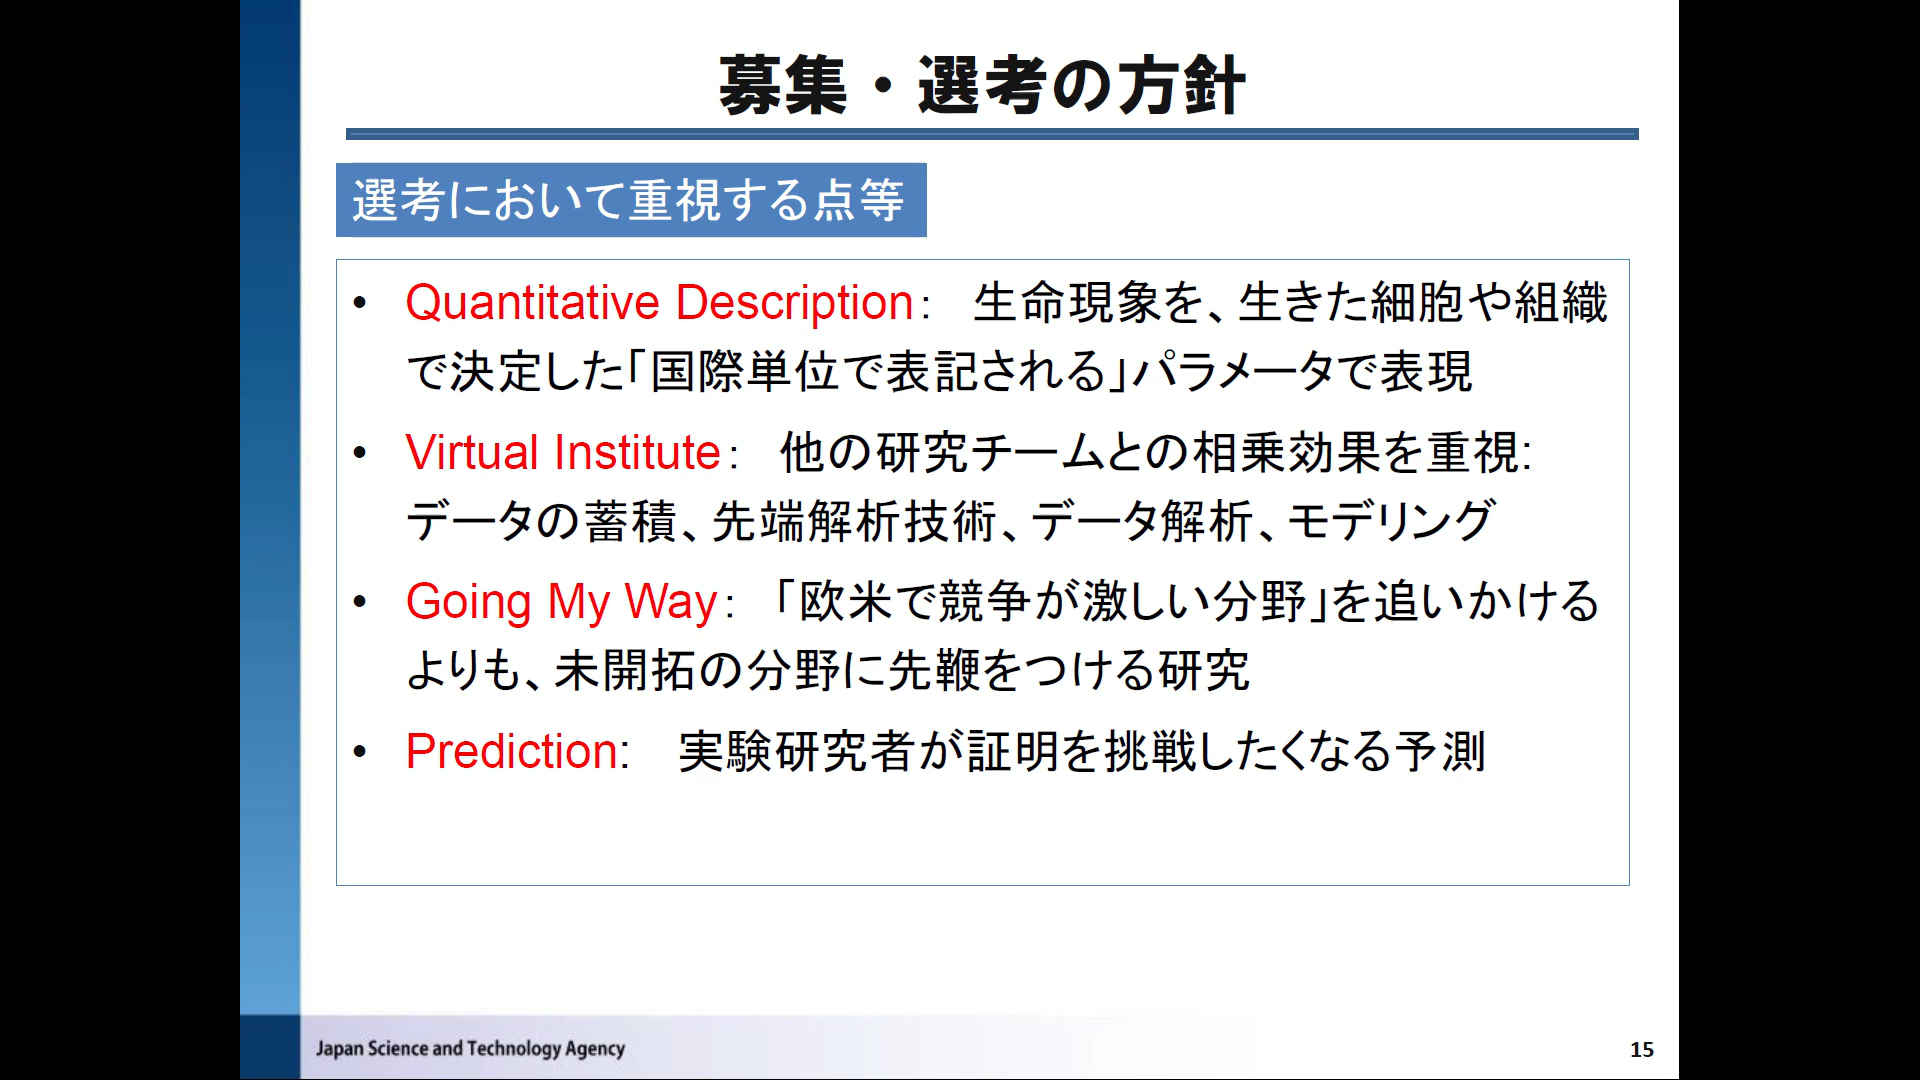 募集・選考の方針
選考において重視する点等
• Quantitative Description： 生命現象を、生きた細胞や組織
で決定した「国際単位で表記される」パラメータで表現
• Virtual Institute： 他の研究チームとの相乗効果を重視:
データの蓄積、先端解析技術、データ解析、モデリング
• Going My Way： 「欧米で競争が激しい分野」を追いかける
よりも、未開拓の分野に先鞭をつける研究
• Prediction: 実験研究者が証明を挑戦したくなる予測
Japan Science and Technology Agency
15